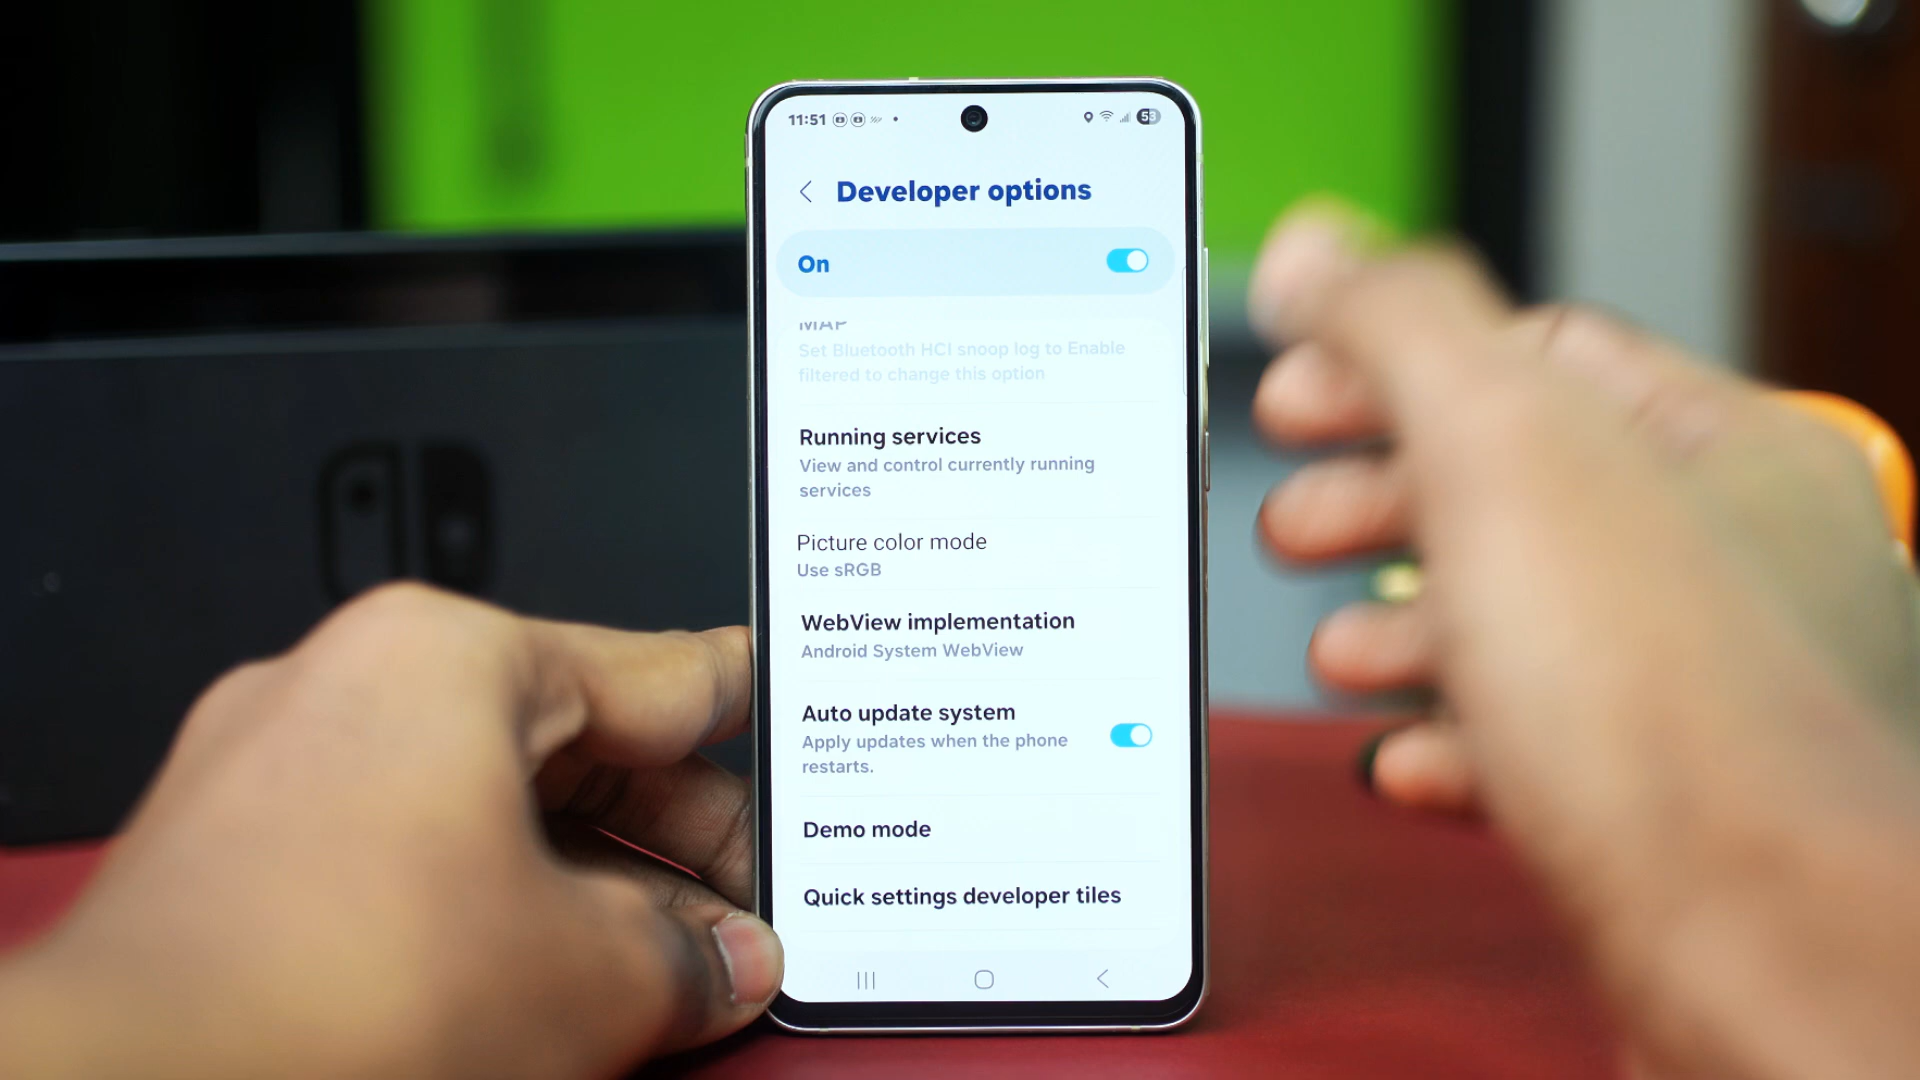 11:51
53
Developer options
On
MAP
Set Bluetooth HCI snoop log to Enable
filtered to change this option
Running services
View and control currently running
services
Picture color mode
Use sRGB
WebView implementation
Android System WebView
Auto update system
Apply updates when the phone
restarts.
Demo mode
Quick settings developer tiles